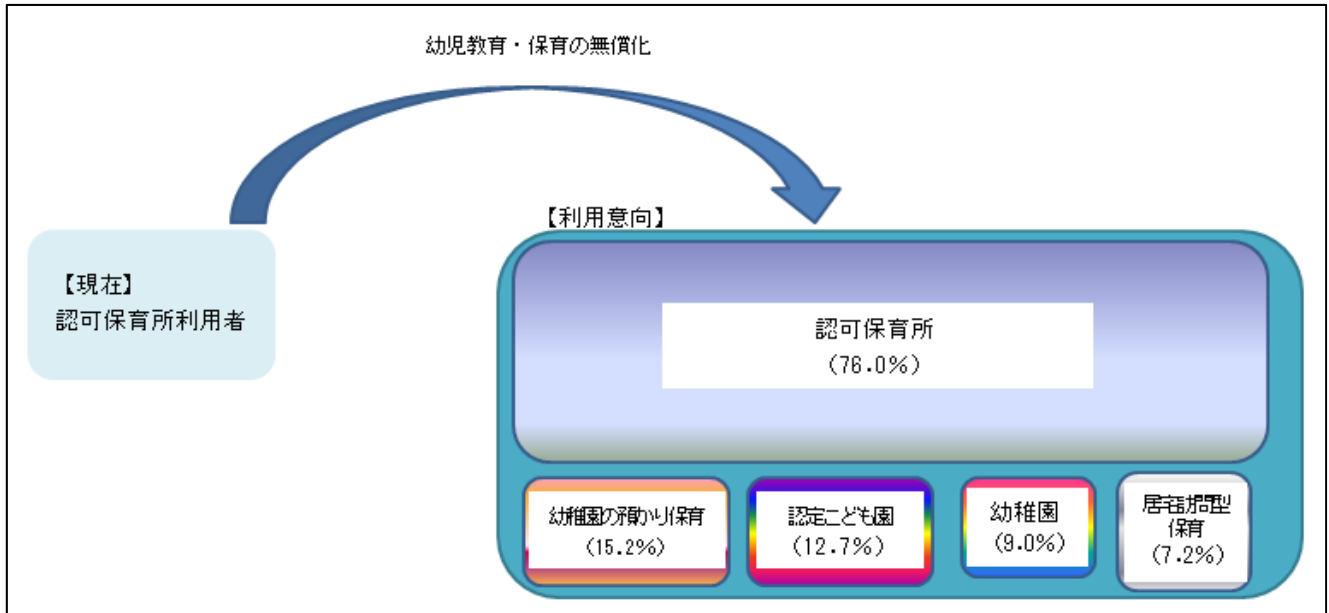 幼児教育・保育の無償化
【利用意向】
【現在】
認可保育所利用者
認可保育所
(76.0%)
幼稚園の預かり保育
(15.2%)
認定こども園
(12.7%)
幼稚園
(9.0%)
居宅訪問型
保育
(7.2%)